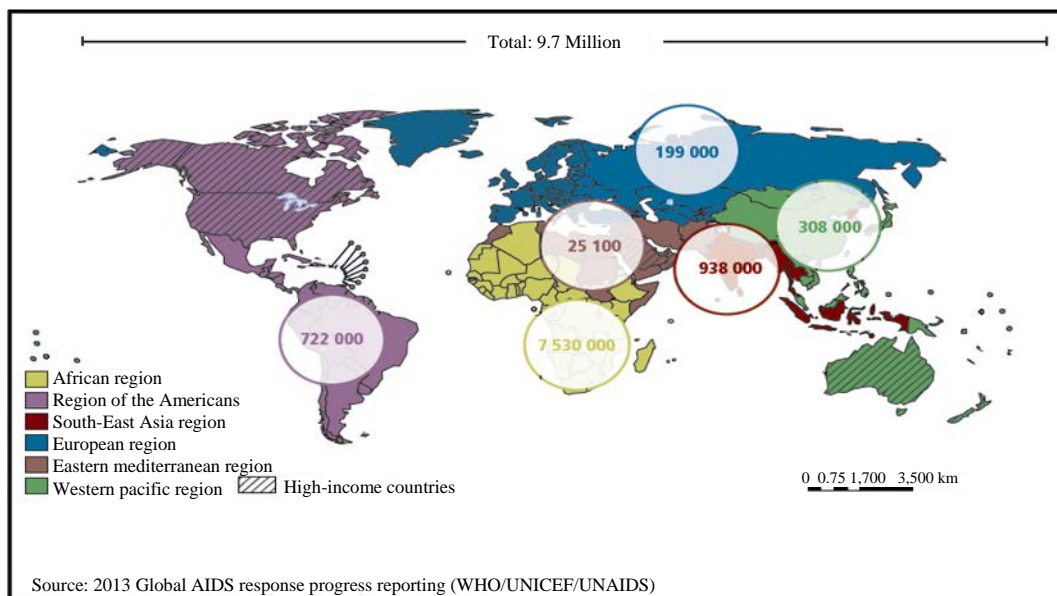 Total: 9.7 Million
199 000
308 000
25 100
938 000
722 000
7 530 000
African region
Region of the Americans
South-East Asia region
European region
Eastern mediterranean region
Western pacific region
High-income countries
0 0.75 1,700 3,500 km
Source: 2013 Global AIDS response progress reporting (WHO/UNICEF/UNAIDS)